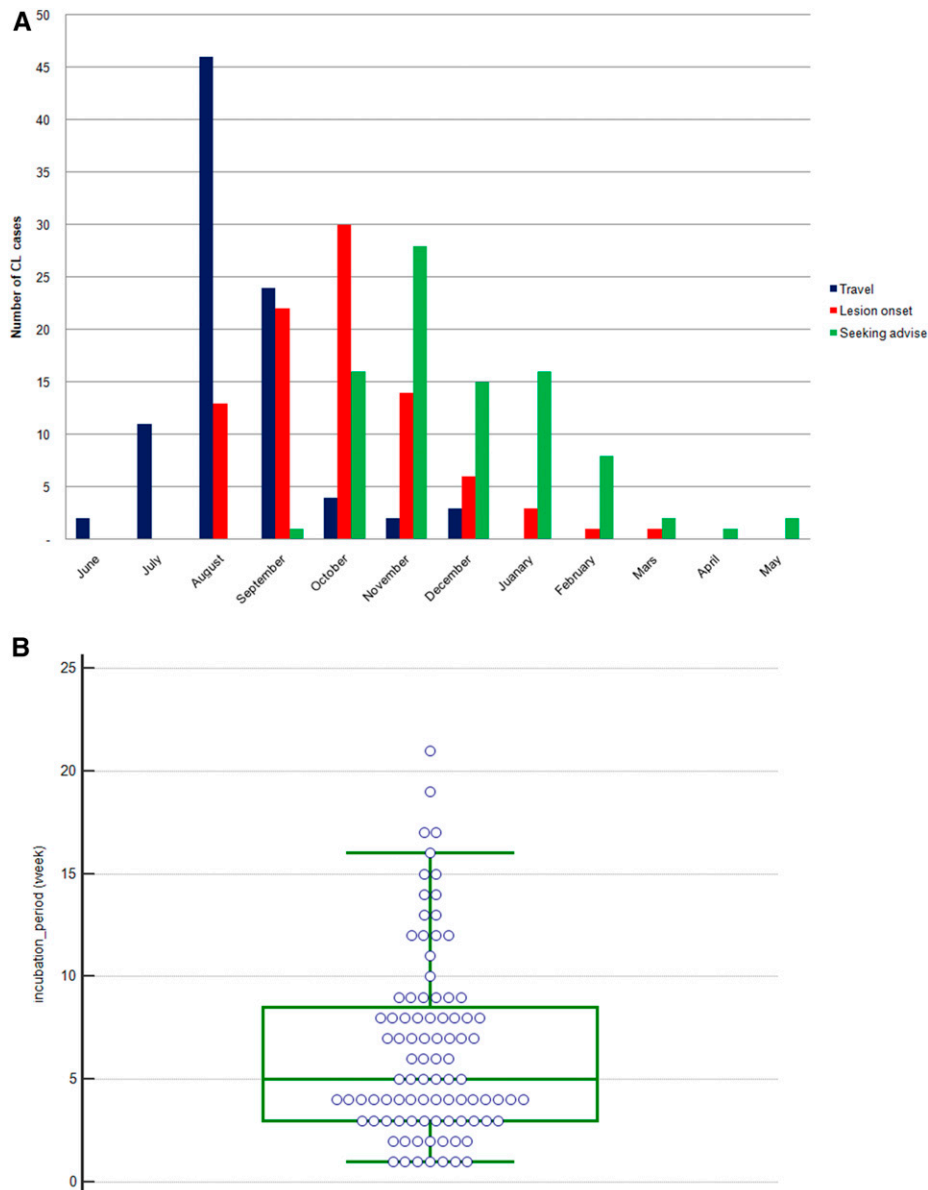 A
50
45
40
35
30
25
20
15
10
5
-
Number of CL cases
June
July
August
September
October
November
December
Juanary
February
Mars
April
May
Travel
Lesion onset
Seeking advise
B
25
20
15
10
5
0
incubation_period (week)